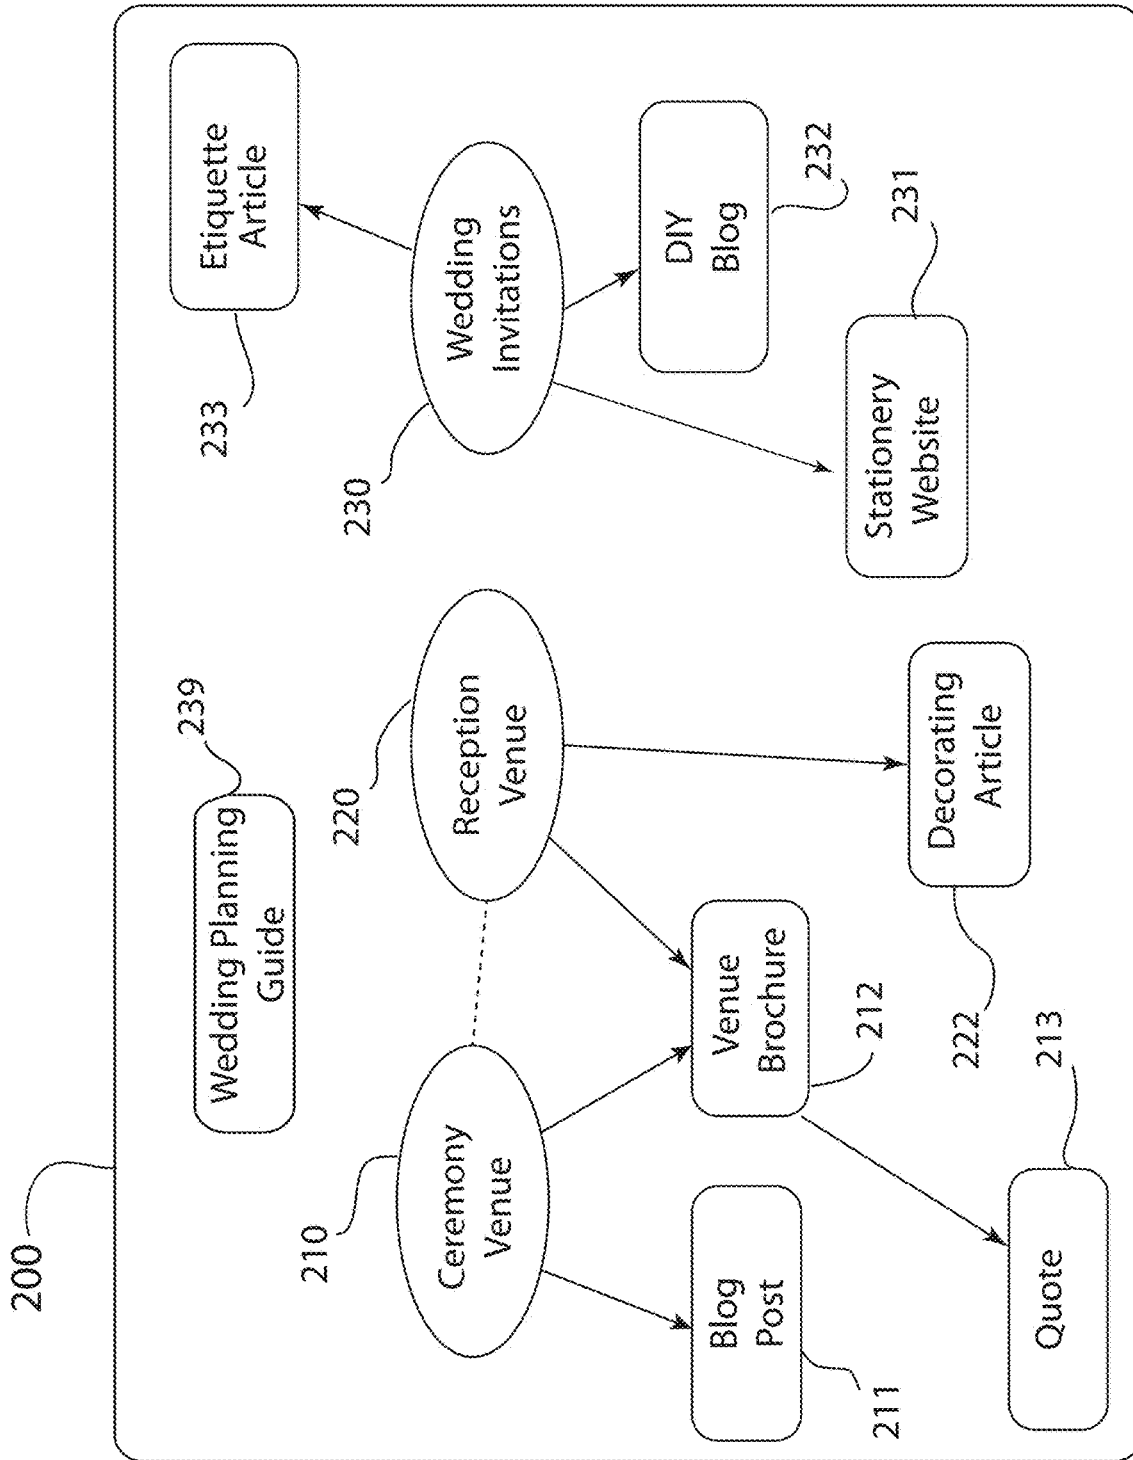 200
Wedding Planning
Guide
239
Etiquette
Article
233
210
Ceremony
Venue
220
Reception
Venue
230
Wedding
Invitations
Blog
Post
211
Venue
Brochure
212
DIY
Blog
232
Quote
213
Decorating
Article
222
Stationery
Website
231